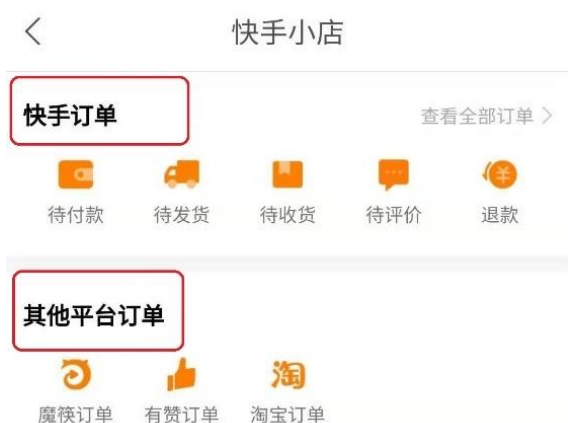 快手小店
快手订单 查看全部订单
待付款 待发货 待收货 待评价 退款
其他平台订单
淘
魔筷订单 有赞订单 淘宝订单